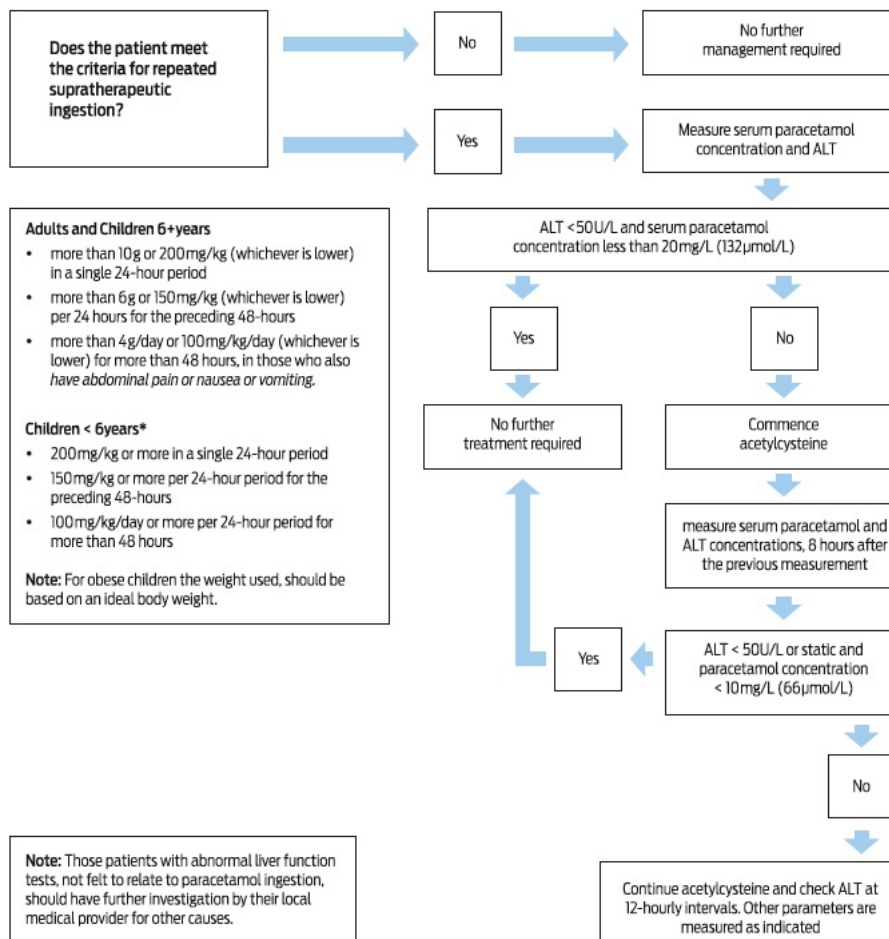 Does the patient meet
the criteria for repeated
supratherapeutic
ingestion?
No
No further
management required
Yes
Measure serum paracetamol
concentration and ALT
Adults and Children 6+years
• more than 10g or 200mg/kg (whichever is lower)
in a single 24-hour period
• more than 6g or 150mg/kg (whichever is lower)
per 24 hours for the preceding 48-hours
• more than 4g/day or 100mg/kg/day (whichever is
lower) for more than 48 hours, in those who also
have abdominal pain or nausea or vomiting.
Children < 6years*
• 200mg/kg or more in a single 24-hour period
• 150mg/kg or more per 24-hour period for the
preceding 48-hours
• 100mg/kg/day or more per 24-hour period for
more than 48 hours
Note: For obese children the weight used, should be
based on an ideal body weight.
ALT <50U/L and serum paracetamol
concentration less than 20mg/L (132µmol/L)
Yes
No
No further
treatment required
Commence
acetylcysteine
measure serum paracetamol and
ALT concentrations, 8 hours after
the previous measurement
Yes
ALT < 50U/L or static and
paracetamol concentration
< 10mg/L (66µmol/L)
No
Note: Those patients with abnormal liver function
tests, not felt to relate to paracetamol ingestion,
should have further investigation by their local
medical provider for other causes.
Continue acetylcysteine and check ALT at
12-hourly intervals. Other parameters are
measured as indicated